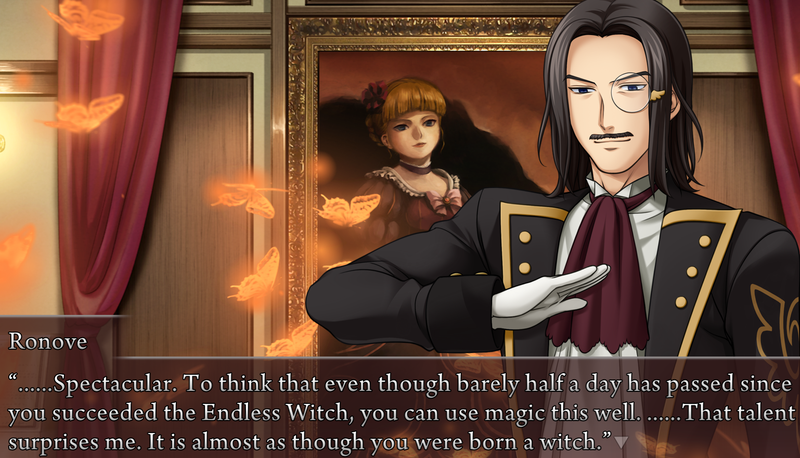 Ronove
“......Spectacular. To think that even though barely half a day has passed since
you succeeded the Endless Witch, you can use magic this well. ......That talent
surprises me. It is almost as though you were born a witch.”